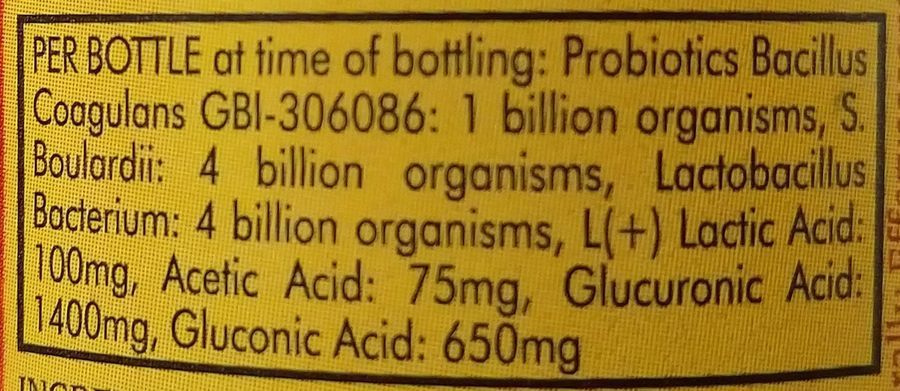 PER BOTTLE at time of bottling: Probiotics Bacillus
Coagulans GBI-306086: 1 billion organisms, S.
Boulardii: 4 billion organisms, Lactobacillus
Bacterium: 4 billion organisms, L(+) Lactic Acid:
100mg, Acetic Acid: 75mg, Glucuronic Acid:
1400mg, Gluconic Acid: 650mg